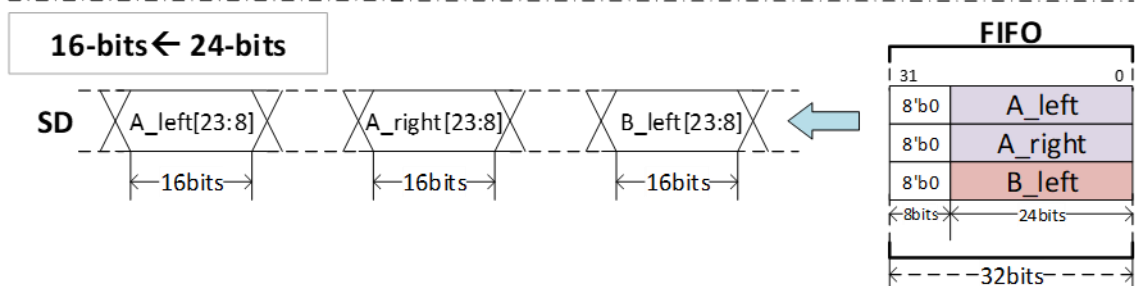 16-bits← 24-bits
FIFO
31 0
SD A_left[23:8] A_right[23:8] B_left[23:8]
8'b0 A_left
8'b0 A_right
8'b0 B_left
16bits 16bits 16bits
8bits 24bits
32bits